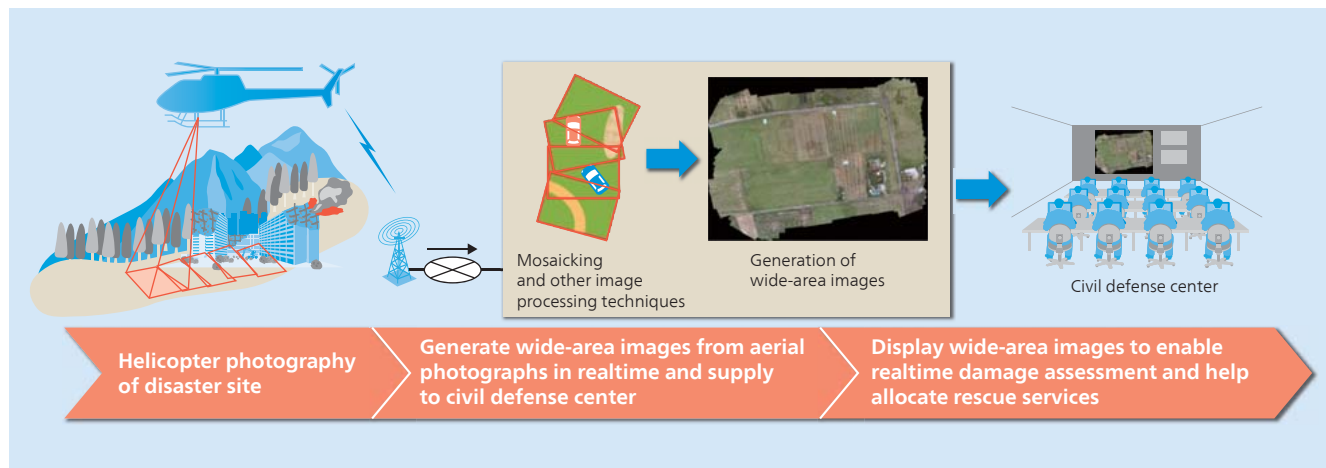 Mosaicking
and other image
processing techniques
Generation of
wide-area images
Civil defense center
Helicopter photography
of disaster site
Generate wide-area images from aerial
photographs in realtime and supply
to civil defense center
Display wide-area images to enable
realtime damage assessment and help
allocate rescue services